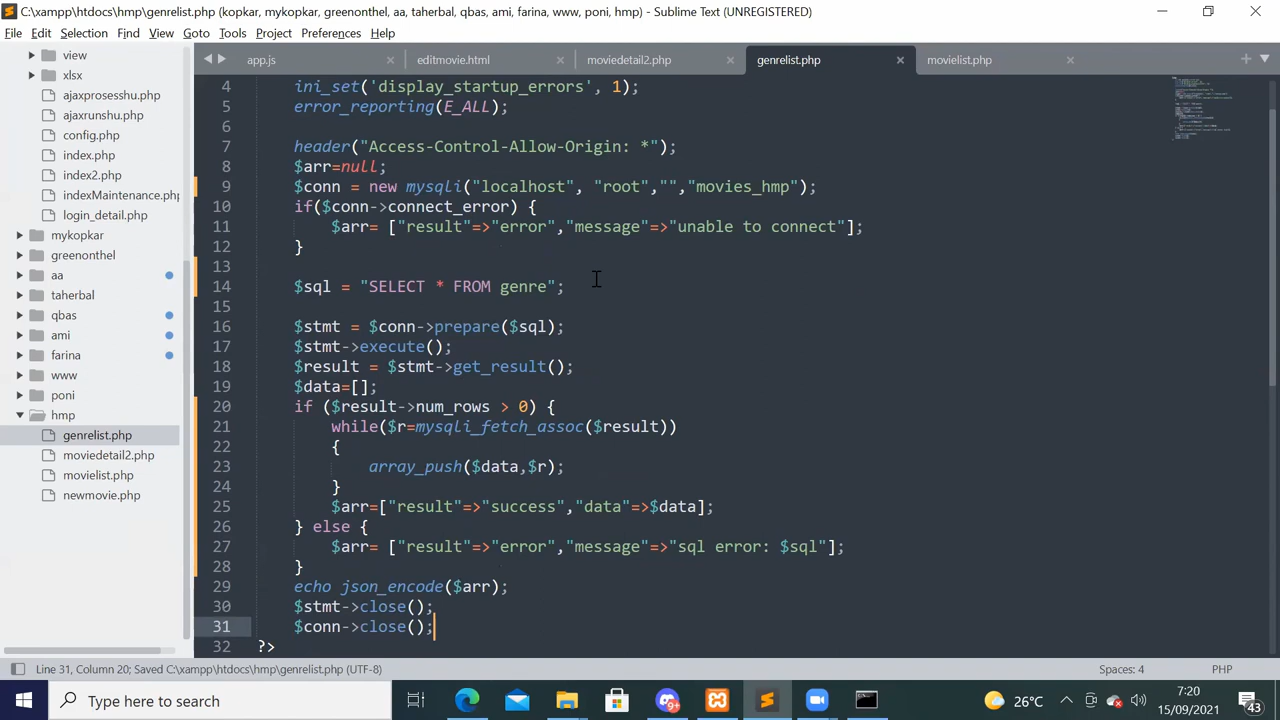 C:\xampp\htdocs\hmp\genrelist.php (kopkar, mykopkar, greenonthel, aa, taherbal, qbas, ami, farina, www, poni, hmp) - Sublime Text (UNREGISTERED)
File Edit Selection Find View Goto Tools Project Preferences Help
app.js editmovie.html moviedetail2.php genrelist.php movielist.php
view
xlsx
ajaxprosesshu.php
ajaxrunshu.php
config.php
index.php
index2.php
indexMaintenance.php
login_detail.php
mykopkar
greenonthel
aa
taherbal
qbas
ami
farina
www
poni
hmp
genrelist.php
moviedetail2.php
movielist.php
newmovie.php
4 ini_set('display_startup_errors', 1);
5 error_reporting(E_ALL);
6
7 header("Access-Control-Allow-Origin: *");
8 $arr=null;
9 $conn = new mysqli("localhost", "root","","movies_hmp");
10 if($conn->connect_error) {
11 $arr= ["result"=>"error","message"=>"unable to connect"];
12 }
13
14 $sql = "SELECT * FROM genre";
15
16 $stmt = $conn->prepare($sql);
17 $stmt->execute();
18 $result = $stmt->get_result();
19 $data=[];
20 if ($result->num_rows > 0) {
21 while($r=mysqli_fetch_assoc($result))
22 {
23 array_push($data,$r);
24 }
25 $arr=["result"=>"success","data"=>$data];
26 } else {
27 $arr= ["result"=>"error","message"=>"sql error: $sql"];
28 }
29 echo json_encode($arr);
30 $stmt->close();
31 $conn->close();
32 ?>
Line 31, Column 20; Saved C:\xampp\htdocs\hmp\genrelist.php (UTF-8) Spaces: 4 PHP
Type here to search
26°C
7:20
15/09/2021
43